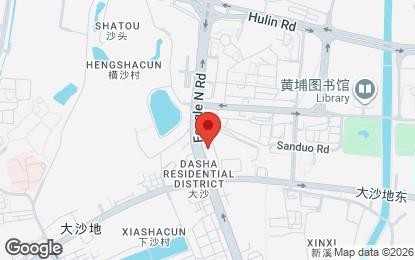 Hulin Rd
SHATOU
沙头
HENGSHACUN
横沙村
黄埔图书馆
Library
N Rd
Sanduo Rd
DASHA
RESIDENTIAL
DISTRICT
大沙
大沙地东
大沙地
XIASHACUN
下沙村
XINXI
新溪
Map data ©2026